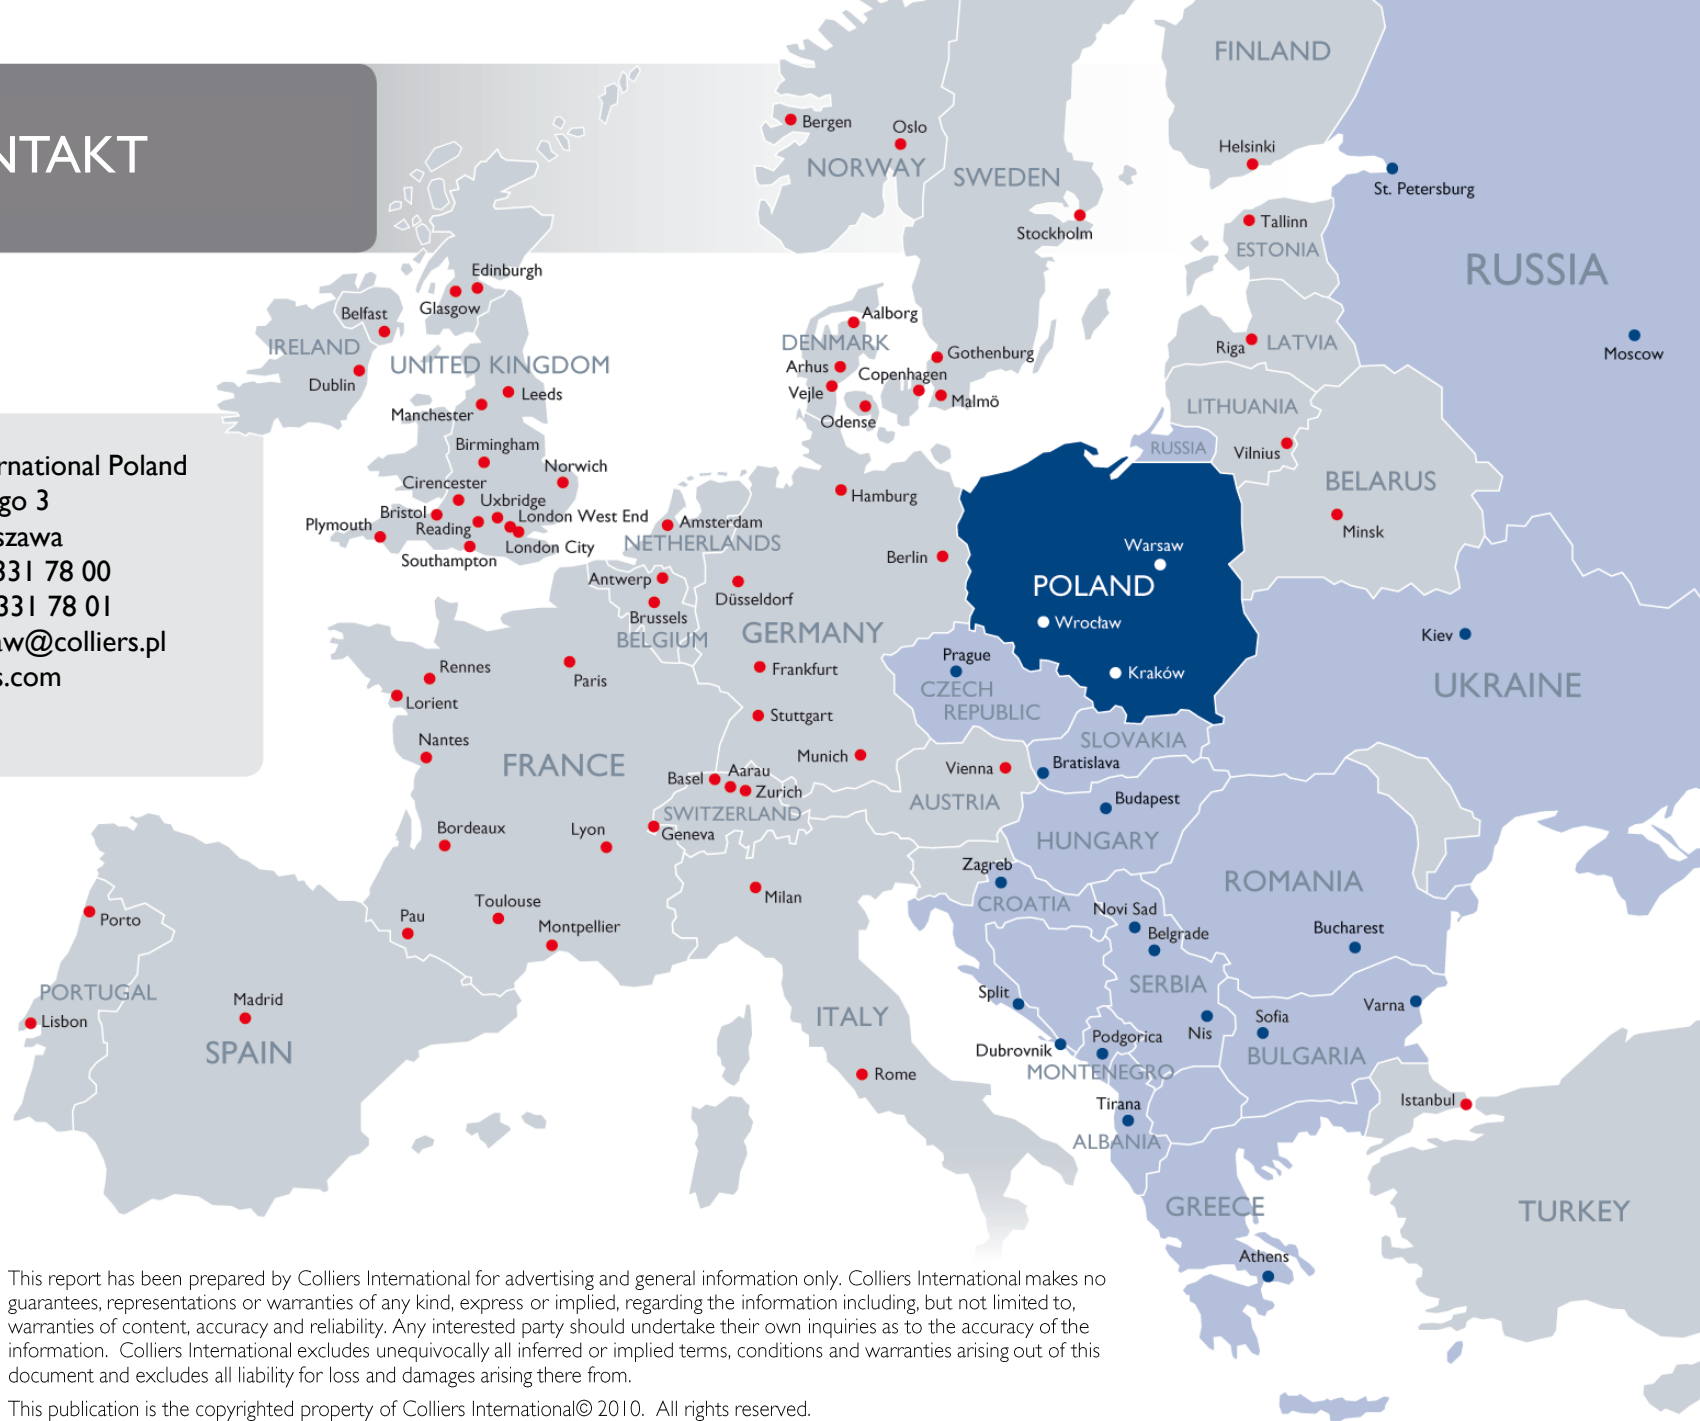 NTAKT
rnational Poland
go 3
szawa
331 78 00
331 78 01
aw@colliers.pl
s.com
FINLAND
Bergen
Oslo
NORWAY
SWEDEN
Helsinki
St. Petersburg
Stockholm
Tallinn
ESTONIA
RUSSIA
Edinburgh
Glasgow
Belfast
IRELAND
Dublin
UNITED KINGDOM
Leeds
Manchester
Birmingham
Norwich
Cirencester
Uxbridge
Bristol
Reading
London West End
Plymouth
London City
Southampton
Aalborg
DENMARK
Arhus
Gothenburg
Copenhagen
Vejle
Malmö
Odense
Riga
LATVIA
Moscow
LITHUANIA
RUSSIA
Vilnius
BELARUS
Minsk
Hamburg
Amsterdam
NETHERLANDS
Berlin
Antwerp
Düsseldorf
Brussels
BELGIUM
GERMANY
Warsaw
POLAND
Wrocław
Kraków
Kiev
UKRAINE
Rennes
Paris
Lorient
Frankfurt
Prague
CZECH
REPUBLIC
Stuttgart
Nantes
FRANCE
Munich
SLOVAKIA
Bratislava
Vienna
Basel
Aarau
Zurich
SWITZERLAND
Geneva
AUSTRIA
Budapest
HUNGARY
Bordeaux
Lyon
Zagreb
CROATIA
ROMANIA
Milan
Toulouse
Pau
Montpellier
Novi Sad
Belgrade
Bucharest
Porto
PORTUGAL
Lisbon
Madrid
SPAIN
ITALY
Rome
Split
SERBIA
Varna
Sofia
Nis
BULGARIA
Dubrovnik
Podgorica
MONTENEGRO
Tirana
ALBANIA
Istanbul
GREECE
TURKEY
Athens
This report has been prepared by Colliers International for advertising and general information only. Colliers International makes no
guarantees, representations or warranties of any kind, express or implied, regarding the information including, but not limited to,
warranties of content, accuracy and reliability. Any interested party should undertake their own inquiries as to the accuracy of the
information.  Colliers International excludes unequivocally all inferred or implied terms, conditions and warranties arising out of this
document and excludes all liability for loss and damages arising there from.
This publication is the copyrighted property of Colliers International© 2010.  All rights reserved.